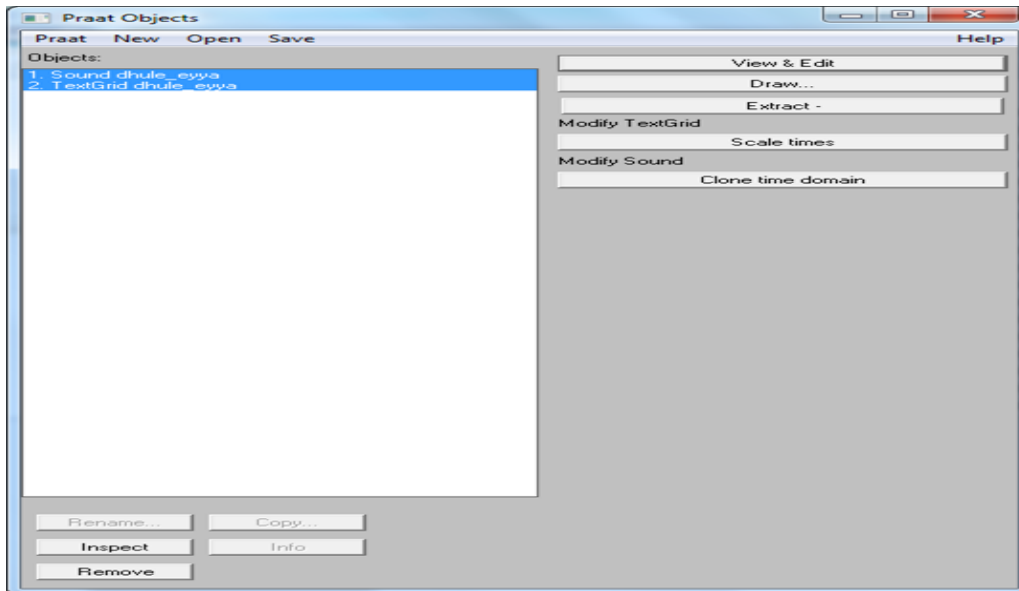 Praat Objects
Praat New Open Save Help
Objects:
1. Sound dhule_eyya
2. TextGrid dhule_eyya
View & Edit
Draw...
Extract -
Modify TextGrid
Scale times
Modify Sound
Clone time domain
Rename... Copy...
Inspect Info
Remove